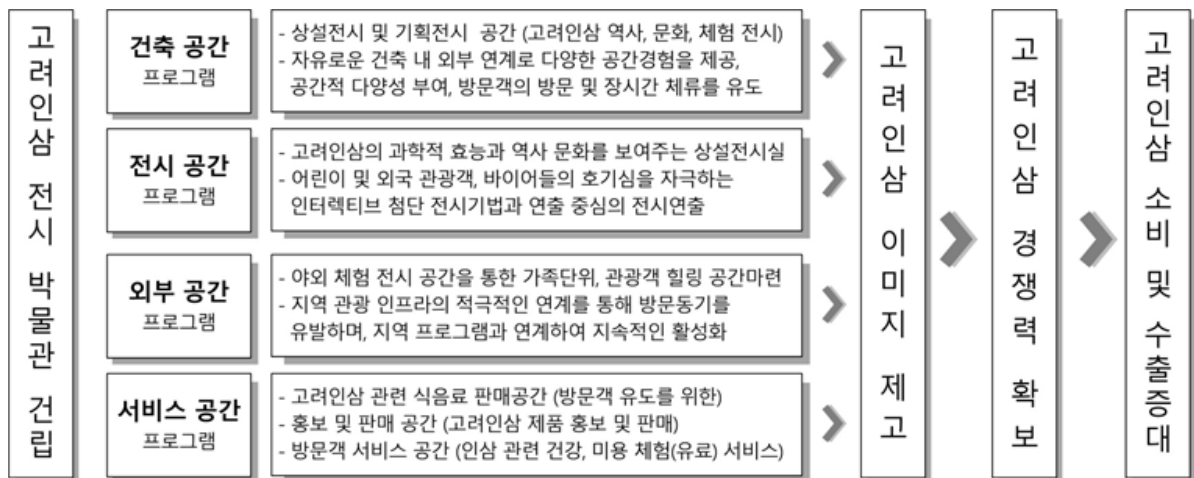 고려인삼 전시 박물관 건립
건축 공간
프로그램
- 상설전시 및 기획전시 공간 (고려인삼 역사, 문화, 체험 전시)
- 자유로운 건축 내 외부 연계로 다양한 공간경험을 제공,
공간적 다양성 부여, 방문객의 방문 및 장시간 체류를 유도
전시 공간
프로그램
- 고려인삼의 과학적 효능과 역사 문화를 보여주는 상설전시실
- 어린이 및 외국 관광객, 바이어들의 호기심을 자극하는
인터렉티브 첨단 전시기법과 연출 중심의 전시연출
외부 공간
프로그램
- 야외 체험 전시 공간을 통한 가족단위, 관광객 힐링 공간마련
- 지역 관광 인프라의 적극적인 연계를 통해 방문동기를
유발하며, 지역 프로그램과 연계하여 지속적인 활성화
서비스 공간
프로그램
- 고려인삼 관련 식음료 판매공간 (방문객 유도를 위한)
- 홍보 및 판매 공간 (고려인삼 제품 홍보 및 판매)
- 방문객 서비스 공간 (인삼 관련 건강, 미용 체험(유료) 서비스)
고려인삼 이미지 제고
고려인삼 경쟁력 확보
고려인삼 소비 및 수출증대